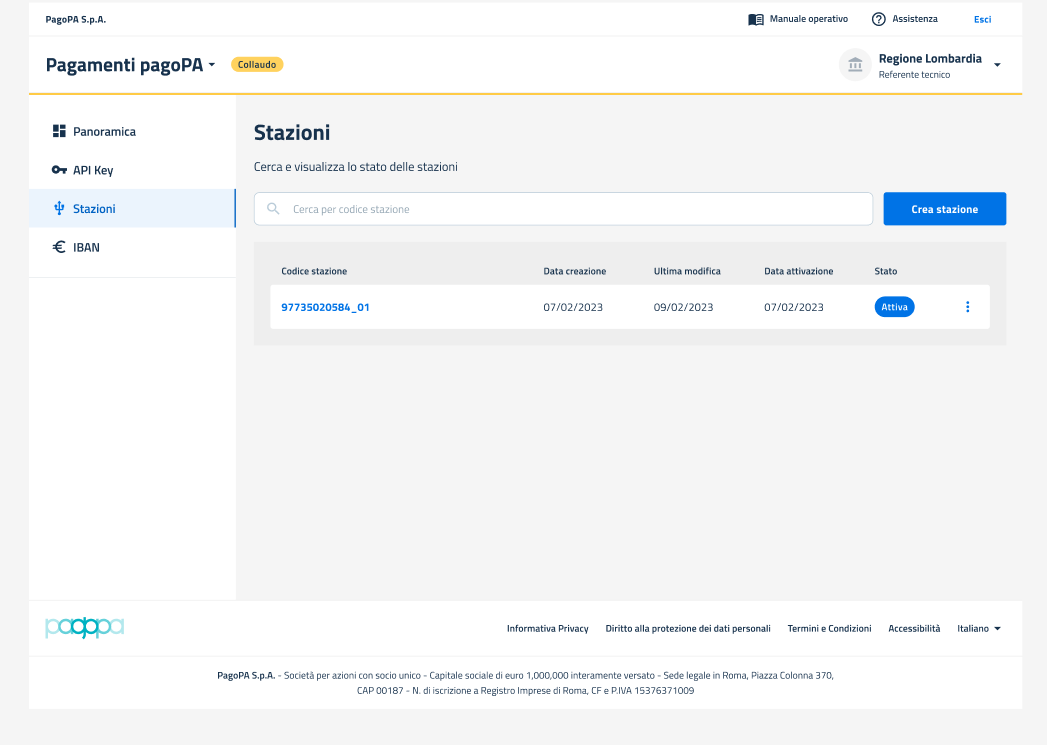 PagoPA S.p.A.
Manuale operativo
Assistenza
Esci
Pagamenti pagoPA
Collaudo
Regione Lombardia
Referente tecnico
Panoramica
API Key
Stazioni
IBAN
Stazioni
Cerca e visualizza lo stato delle stazioni
Cerca per codice stazione
Crea stazione
Codice stazione Data creazione Ultima modifica Data attivazione Stato
97735020584_01 07/02/2023 09/02/2023 07/02/2023 Attiva
pagopa
Informativa Privacy Diritto alla protezione dei dati personali Termini e Condizioni Accessibilità Italiano
PagoPA S.p.A. - Società per azioni con socio unico - Capitale sociale di euro 1,000,000 interamente versato - Sede legale in Roma, Piazza Colonna 370,
CAP 00187 - N. di iscrizione a Registro Imprese di Roma, CF e P.IVA 15376371009